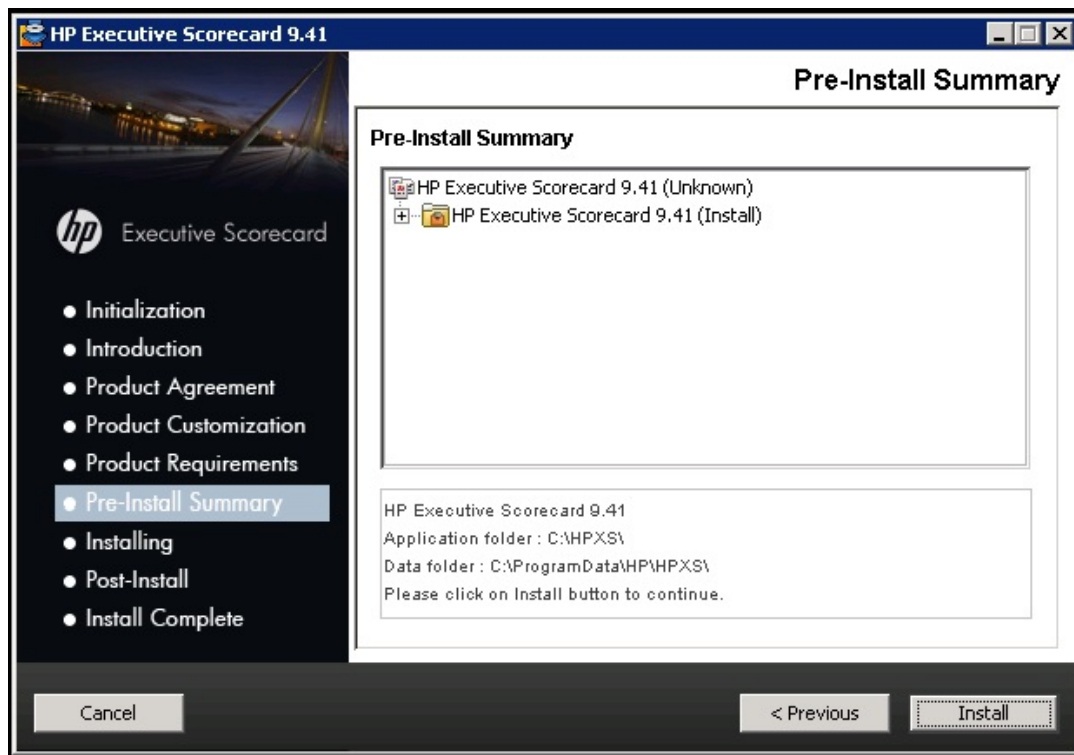 HP Executive Scorecard 9.41
Pre-Install Summary
hp Executive Scorecard
Initialization
Introduction
Product Agreement
Product Customization
Product Requirements
Pre-Install Summary
Installing
Post-Install
Install Complete
Pre-Install Summary
HP Executive Scorecard 9.41 (Unknown)
HP Executive Scorecard 9.41 (Install)
HP Executive Scorecard 9.41
Application folder : C:\HPXS\
Data folder : C:\ProgramData\HP\HPXS\
Please click on Install button to continue.
Cancel
< Previous
Install